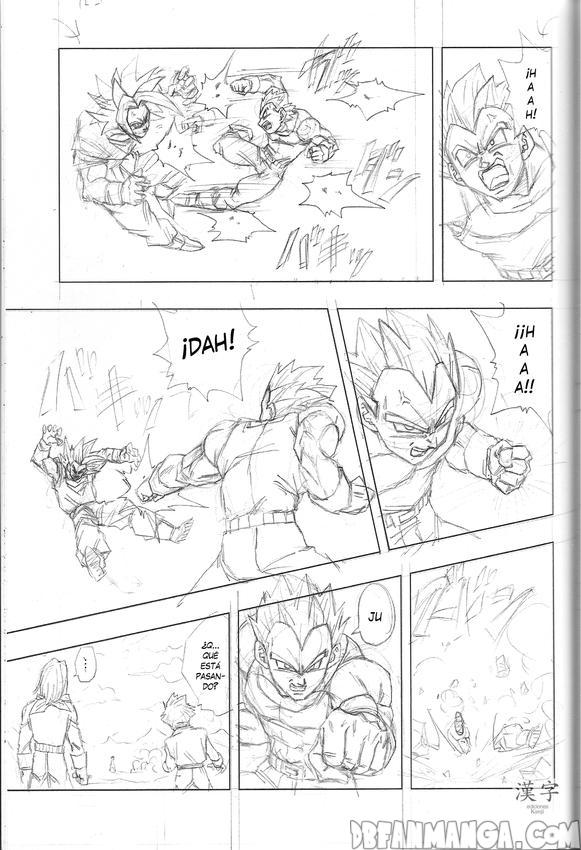 ¡H
A
A
H!
¡¡H
A
A
A!!
¡DAH!
JU
¿Q...
QUÉ
ESTÁ
PASAN-
DO?
...
漢字
ediciones
Kanji
DBFANMANGA.COM